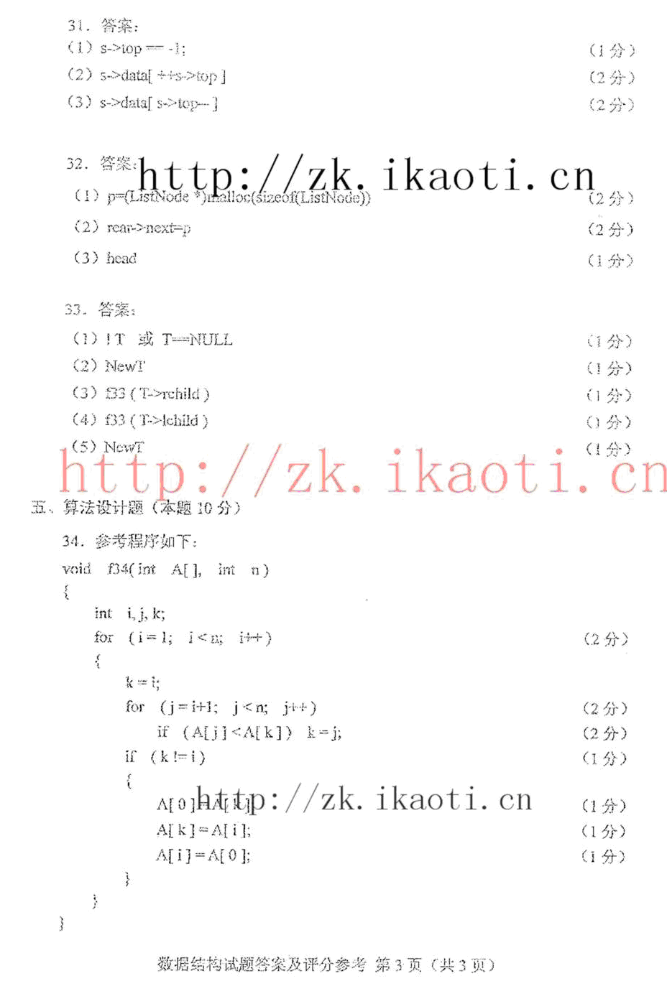 31．答案：
（1）s->top == -1; （1 分）
（2）s->data[ ++s->top ] （2 分）
（3）s->data[ s->top-- ] （2 分）
32．答案：
http://zk.ikaoti.cn
（1）p=(ListNode *)malloc(sizeof(ListNode)) （2 分）
（2）rear->next=p （2 分）
（3）head （1 分）
33．答案：
（1）! T 或 T==NULL （1 分）
（2）NewT （1 分）
（3）f33 ( T->rchild ) （1 分）
（4）f33 ( T->lchild ) （1 分）
（5）NewT （1 分）
http://zk.ikaoti.cn
五、算法设计题（本题 10 分）
34．参考程序如下：
void f34( int A[ ], int n )
{
int i, j, k;
for ( i = 1; i < n; i++ ) （2 分）
{
k = i;
for ( j = i+1; j < n; j++ ) （2 分）
if ( A[ j ] < A[ k ] ) k = j; （2 分）
if ( k != i ) （1 分）
{
A[ 0 ] = A[ k ]; （1 分）
http://zk.ikaoti.cn
A[ k ] = A[ i ]; （1 分）
A[ i ] = A[ 0 ]; （1 分）
}
}
}
数据结构试题答案及评分参考 第 3 页（共 3 页）